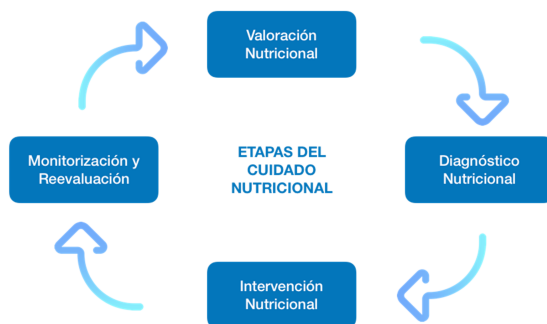 Valoración
Nutricional
Monitorización y
Reevaluación
ETAPAS DEL
CUIDADO
NUTRICIONAL
Diagnóstico
Nutricional
Intervención
Nutricional